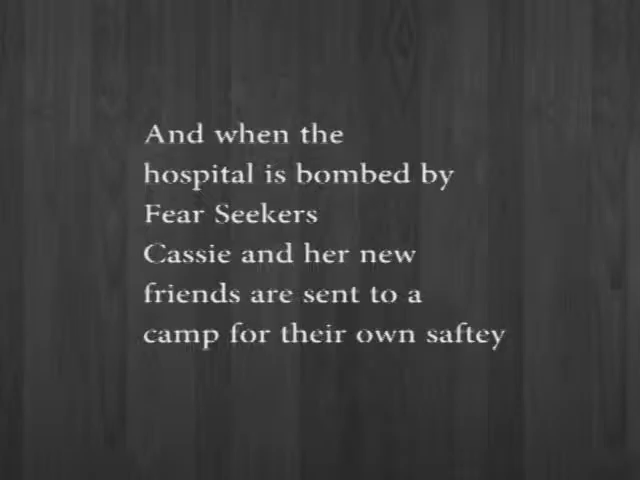 And when the
hospital is bombed by
Fear Seekers
Cassie and her new
friends are sent to a
camp for their own saftey